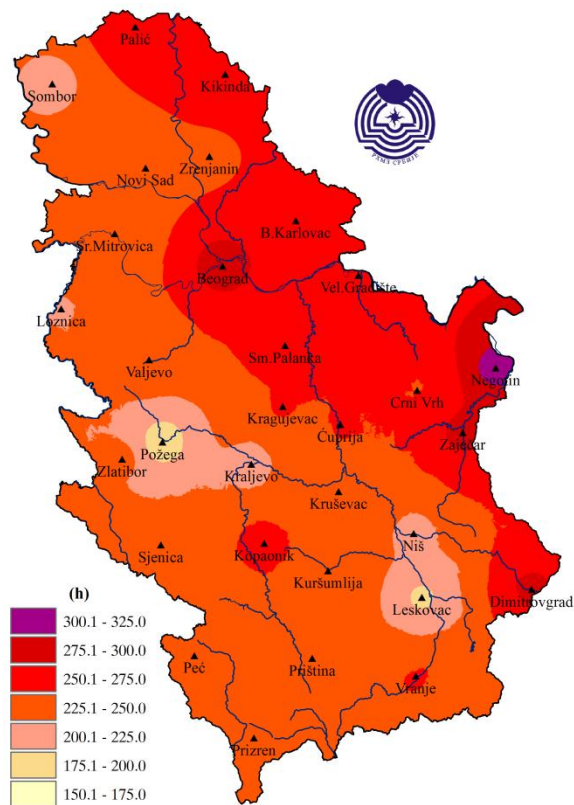 Palić
Kikinda
Sombor
Zrenjanin
Novi Sad
РХМЗ СРБИЈЕ
B.Karlovac
Sr.Mitrovica
Beograd
Vel.Gradište
Loznica
Sm.Palanka
Valjevo
Negotin
Crni Vrh
Kragujevac
Ćuprija
Zaječar
Požega
Zlatibor
Kraljevo
Kruševac
Niš
Sjenica
Kopaonik
Kuršumlija
Dimitrovgrad
Leskovac
(h)
300.1 - 325.0
275.1 - 300.0
250.1 - 275.0
225.1 - 250.0
200.1 - 225.0
175.1 - 200.0
150.1 - 175.0
Peć
Priština
Vranje
Prizren